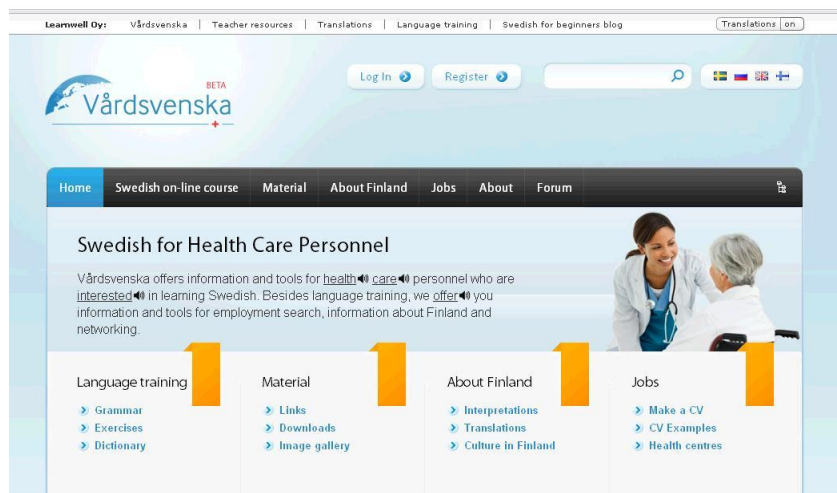 Learnwell Oy: Vårdsvenska | Teacher resources | Translations | Language training | Swedish for beginners blog Translations on
Log In Register
BETA
Vårdsvenska
Home Swedish on-line course Material About Finland Jobs About Forum
Swedish for Health Care Personnel
Vårdsvenska offers information and tools for health care personnel who are
interested in learning Swedish. Besides language training, we offer you
information and tools for employment search, information about Finland and
networking.
Language training Material About Finland Jobs
Grammar Links Interpretations Make a CV
Exercises Downloads Translations CV Examples
Dictionary Image gallery Culture in Finland Health centres